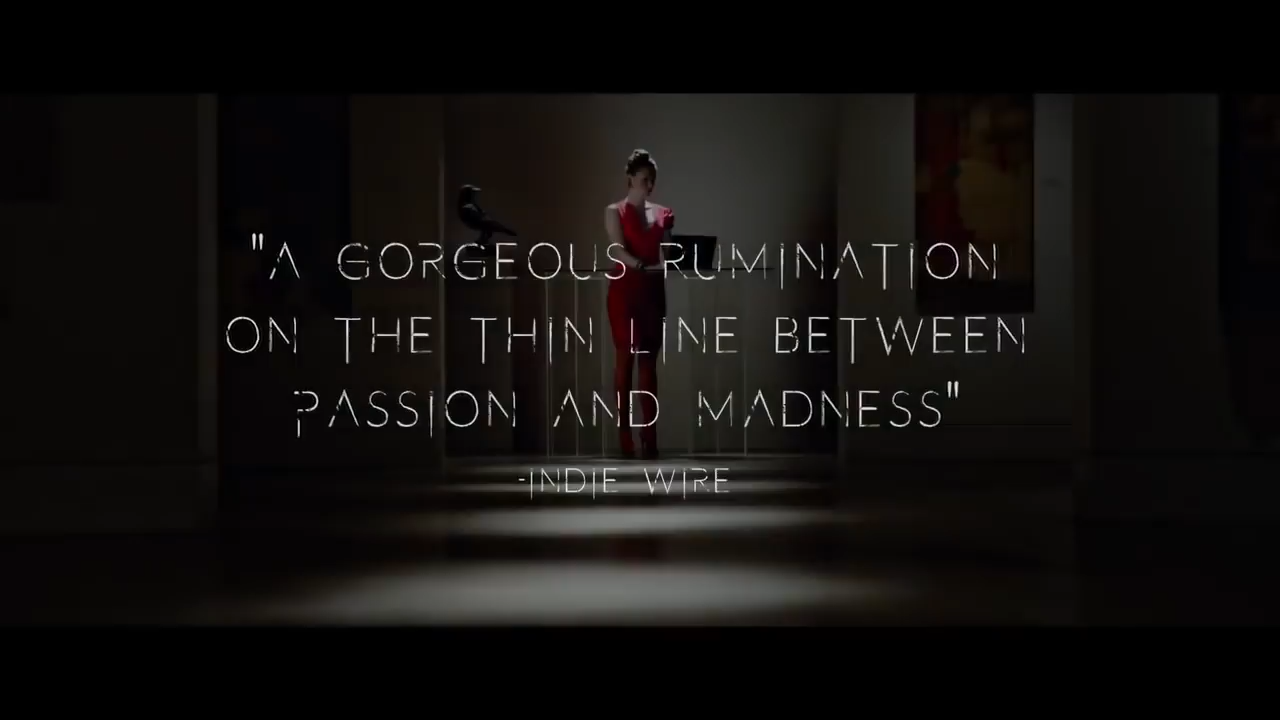 "A GORGEOUS RUMINATION
ON THE THIN LINE BETWEEN
PASSION AND MADNESS"
-INDIE WIRE